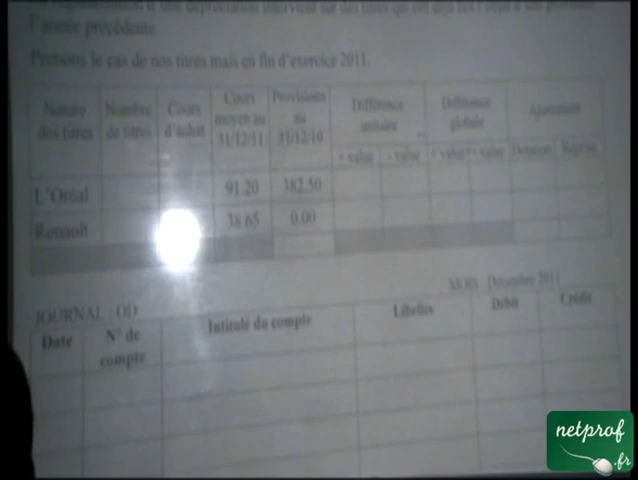 l'année précédente.
Prenons le cas de nos titres mais en fin d'exercice 2011.
Nature des titres
Nombre de titres
Cours d'achat
Cours moyen au 31/12/11
Provisions au 31/12/10
Différence unitaire
Différence globale
Ajustement
+ value - value + value - value Dotation Reprise
L'Oréal 91.20 382.50
Renault 38.65 0.00
JOURNAL : OD MOIS : Décembre 2011
Date N° de compte Intitulé du compte Libellés Débit Crédit
netprof
.fr